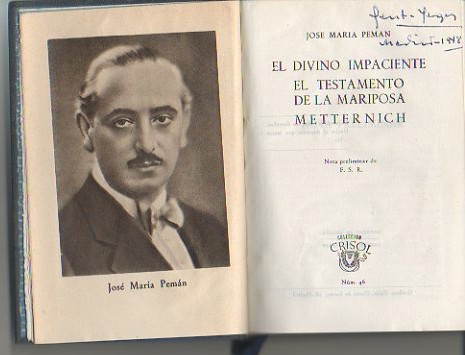 José María Pemán
JOSE MARIA PEMAN
EL DIVINO IMPACIENTE
EL TESTAMENTO
DE LA MARIPOSA
METTERNICH
Nota preliminar de
F. S. R.
COLECCION
CRISOL
Núm. 46